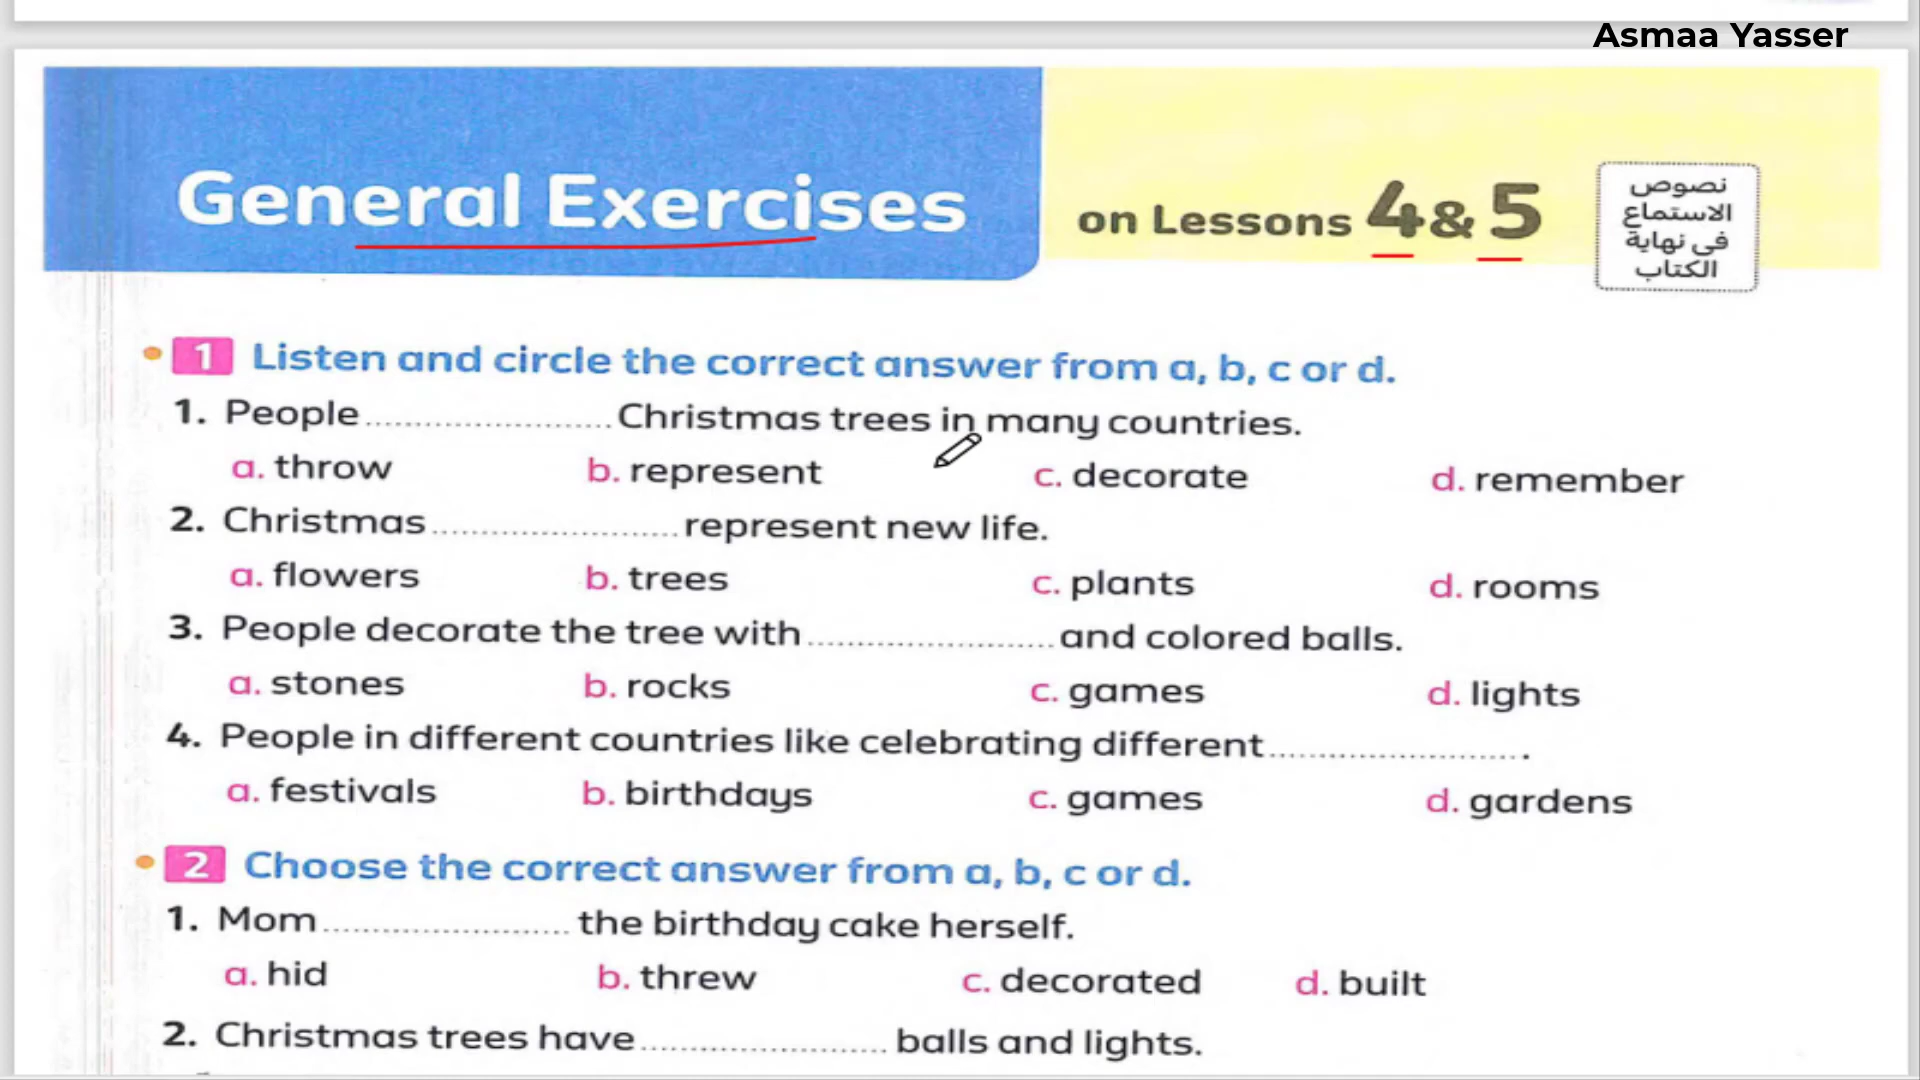 Asmaa Yasser
General Exercises
on Lessons 4 & 5
نصوص
الاستماع
فى نهاية
الكتاب
1 Listen and circle the correct answer from a, b, c or d.
1. People ........................ Christmas trees in many countries.
a. throw b. represent c. decorate d. remember
2. Christmas ........................ represent new life.
a. flowers b. trees c. plants d. rooms
3. People decorate the tree with ........................ and colored balls.
a. stones b. rocks c. games d. lights
4. People in different countries like celebrating different ........................ .
a. festivals b. birthdays c. games d. gardens
2 Choose the correct answer from a, b, c or d.
1. Mom ........................ the birthday cake herself.
a. hid b. threw c. decorated d. built
2. Christmas trees have ........................ balls and lights.